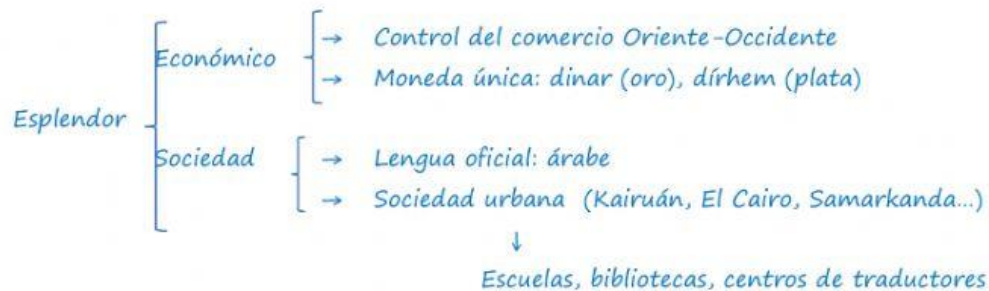 Económico
→ Control del comercio Oriente-Occidente
→ Moneda única: dinar (oro), dírhem (plata)
Esplendor
Sociedad
→ Lengua oficial: árabe
→ Sociedad urbana (Kairuán, El Cairo, Samarkanda...)
↓
Escuelas, bibliotecas, centros de traductores